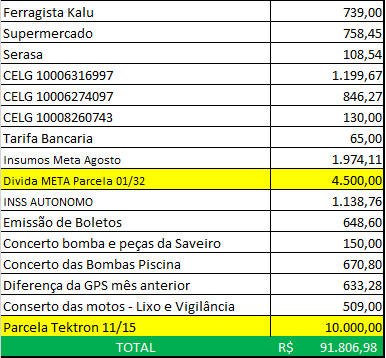 Ferragista Kalu 739,00
Supermercado 758,45
Serasa 108,54
CELG 10006316997 1.199,67
CELG 10006274097 846,27
CELG 10008260743 130,00
Tarifa Bancaria 65,00
Insumos Meta Agosto 1.974,11
Divida META Parcela 01/32 4.500,00
INSS AUTONOMO 1.138,76
Emissão de Boletos 648,60
Concerto bomba e peças da Saveiro 150,00
Concerto das Bombas Piscina 670,80
Diferença da GPS mês anterior 633,28
Conserto das motos - Lixo e Vigilância 509,00
Parcela Tektron 11/15 10.000,00
TOTAL R$ 91.806,98